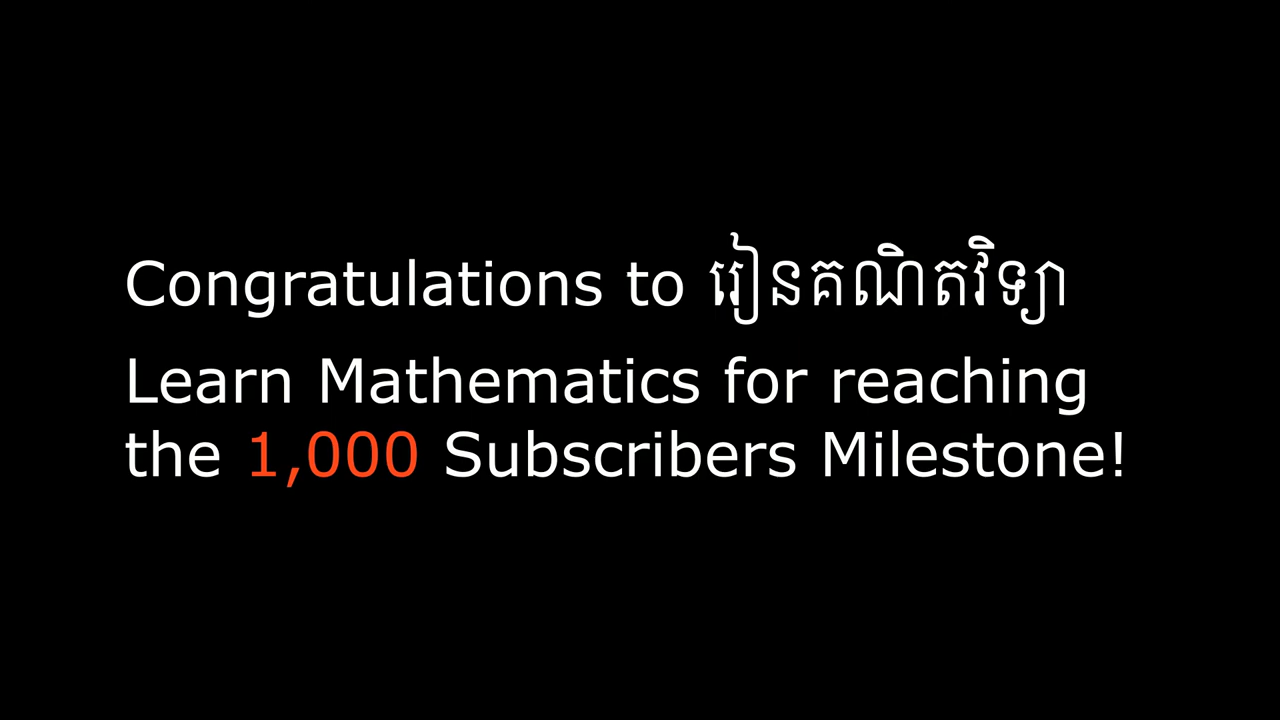 Congratulations to រៀនគណិតវិទ្យា
Learn Mathematics for reaching
the 1,000 Subscribers Milestone!